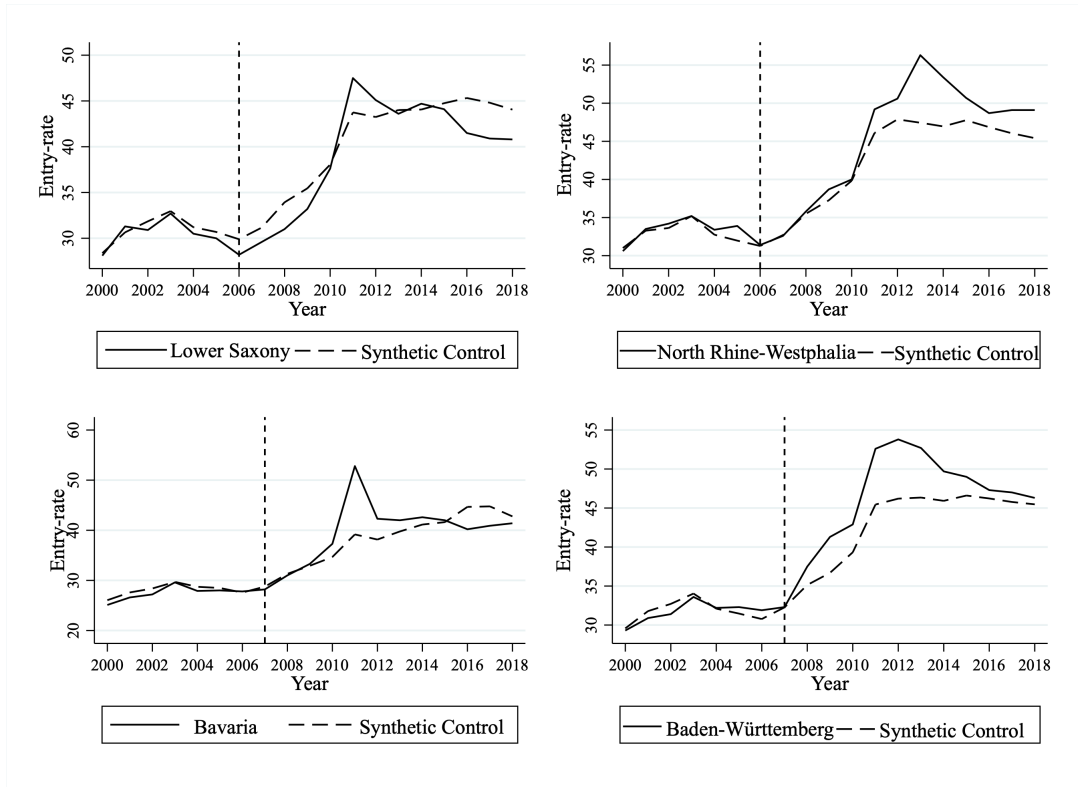 Entry-rate
50
45
40
35
30
2000 2002 2004 2006 2008 2010 2012 2014 2016 2018
Year
Lower Saxony Synthetic Control
Entry-rate
55
50
45
40
35
30
2000 2002 2004 2006 2008 2010 2012 2014 2016 2018
Year
North Rhine-Westphalia Synthetic Control
Entry-rate
60
50
40
30
20
2000 2002 2004 2006 2008 2010 2012 2014 2016 2018
Year
Bavaria Synthetic Control
Entry-rate
55
50
45
40
35
30
2000 2002 2004 2006 2008 2010 2012 2014 2016 2018
Year
Baden-Württemberg Synthetic Control